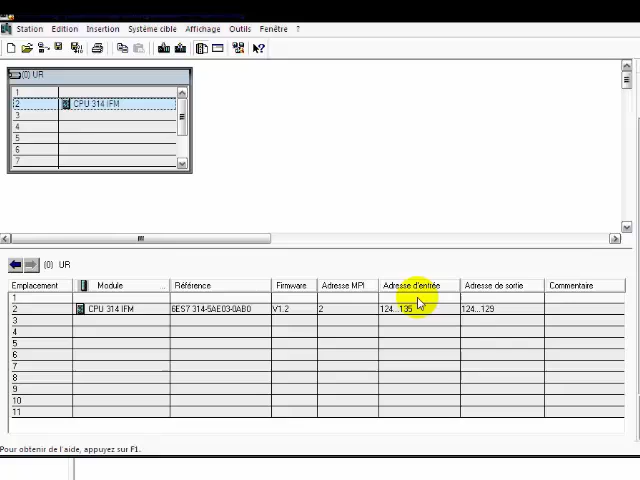 Station Edition Insertion Système cible Affichage Outils Fenêtre ?
(0) UR
1
2 CPU 314 IFM
3
4
5
6
7
(0) UR
Emplacement Module ... Référence Firmware Adresse MPI Adresse d'entrée Adresse de sortie Commentaire
1
2 CPU 314 IFM 6ES7 314-5AE03-0AB0 V1.2 2 124...135 124...129
3
4
5
6
7
8
9
10
11
Pour obtenir de l'aide, appuyez sur F1.